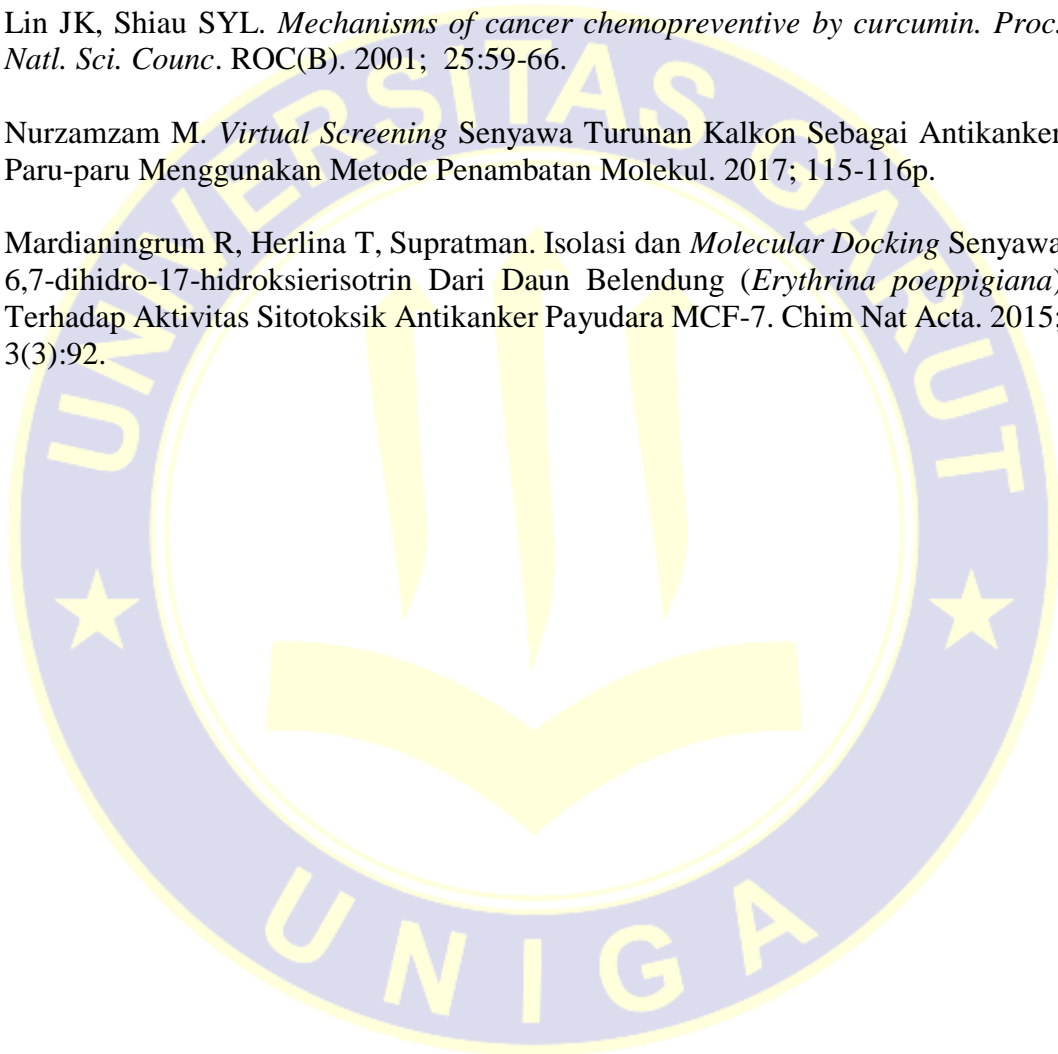 Lin JK, Shiau SYL. Mechanisms of cancer chemopreventive by curcumin. Proc.
Natl. Sci. Counc. ROC(B). 2001; 25:59-66.
Nurzamzam M. Virtual Screening Senyawa Turunan Kalkon Sebagai Antikanker
Paru-paru Menggunakan Metode Penambatan Molekul. 2017; 115-116p.
Mardianingrum R, Herlina T, Supratman. Isolasi dan Molecular Docking Senyawa
6,7-dihidro-17-hidroksierisotrin Dari Daun Belendung (Erythrina poeppigiana)
Terhadap Aktivitas Sitotoksik Antikanker Payudara MCF-7. Chim Nat Acta. 2015;
3(3):92.
UNIVERSITAS GARUT
UNIGA